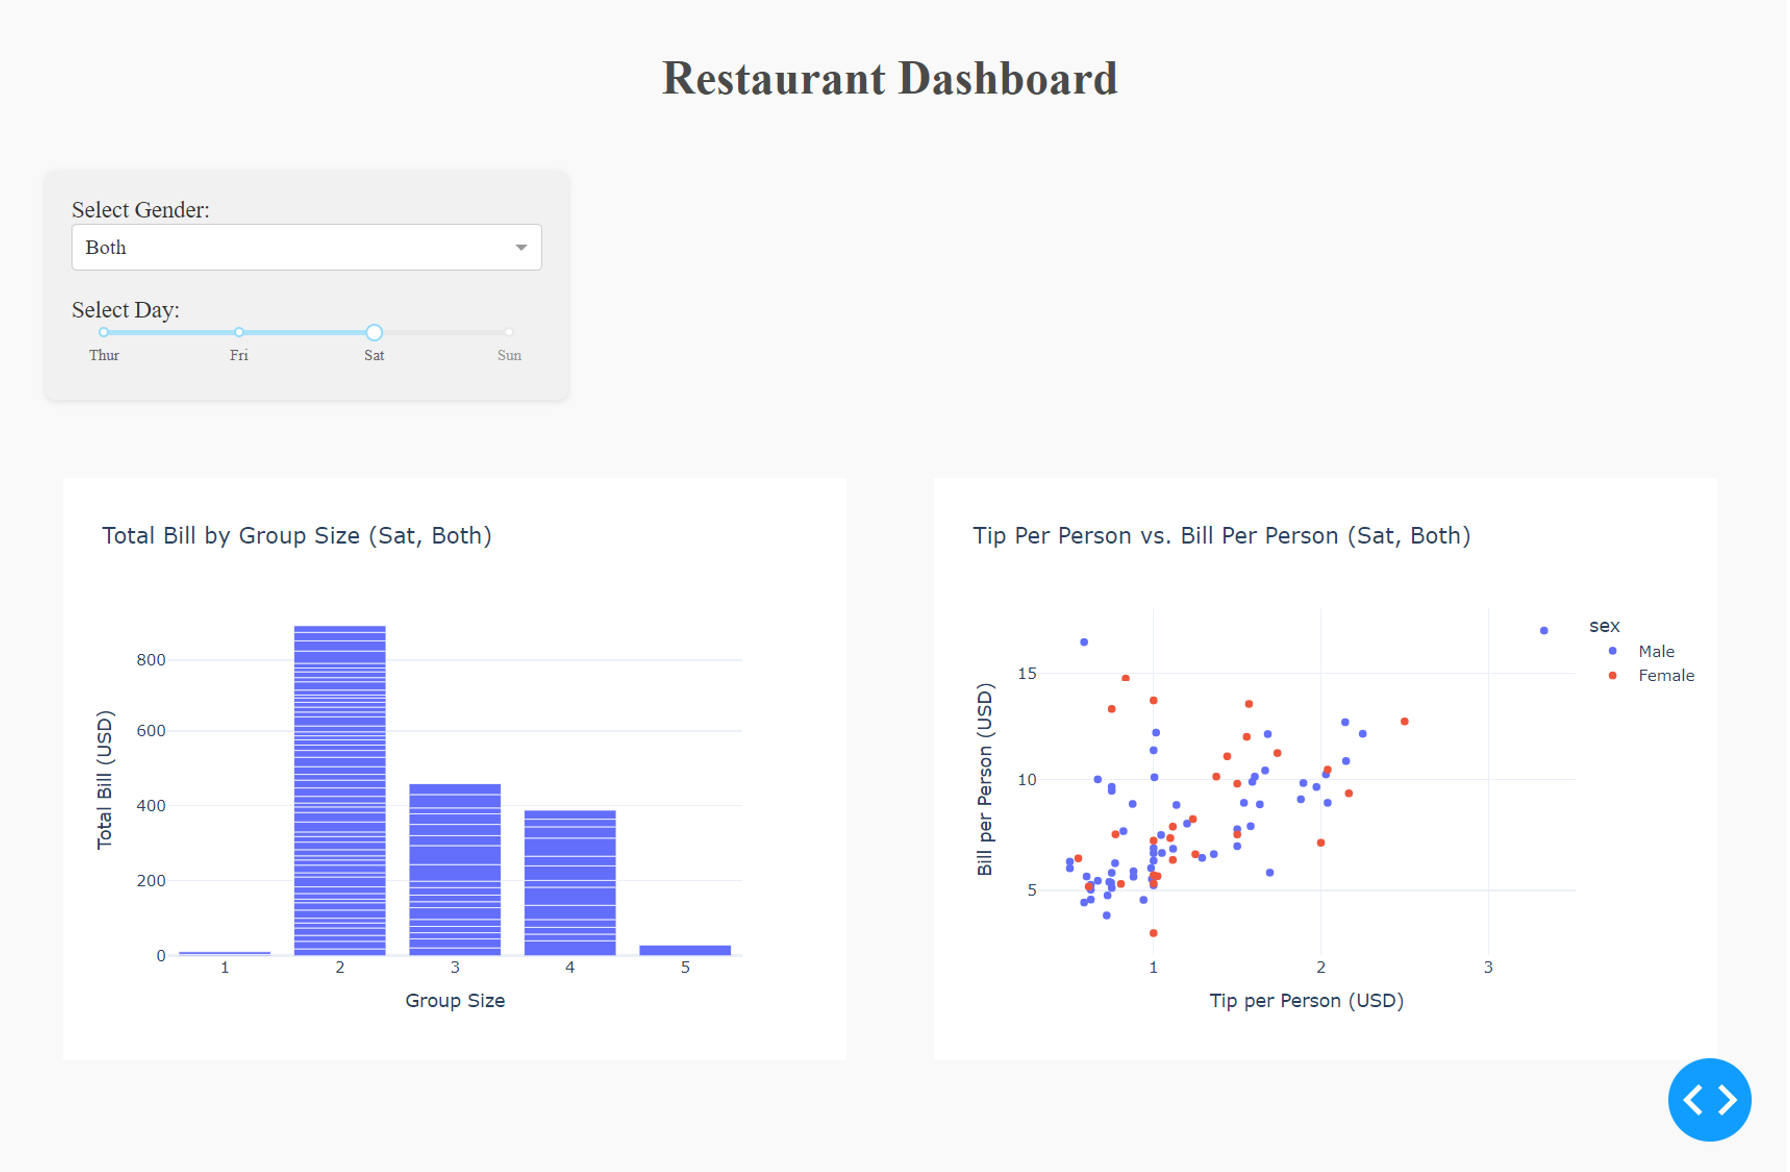 Restaurant Dashboard
Select Gender:
Both
Select Day:
Thur Fri Sat Sun
Total Bill by Group Size (Sat, Both)
Total Bill (USD)
800
600
400
200
0
1 2 3 4 5
Group Size
Tip Per Person vs. Bill Per Person (Sat, Both)
Bill per Person (USD)
15
10
5
1 2 3
Tip per Person (USD)
sex
Male
Female